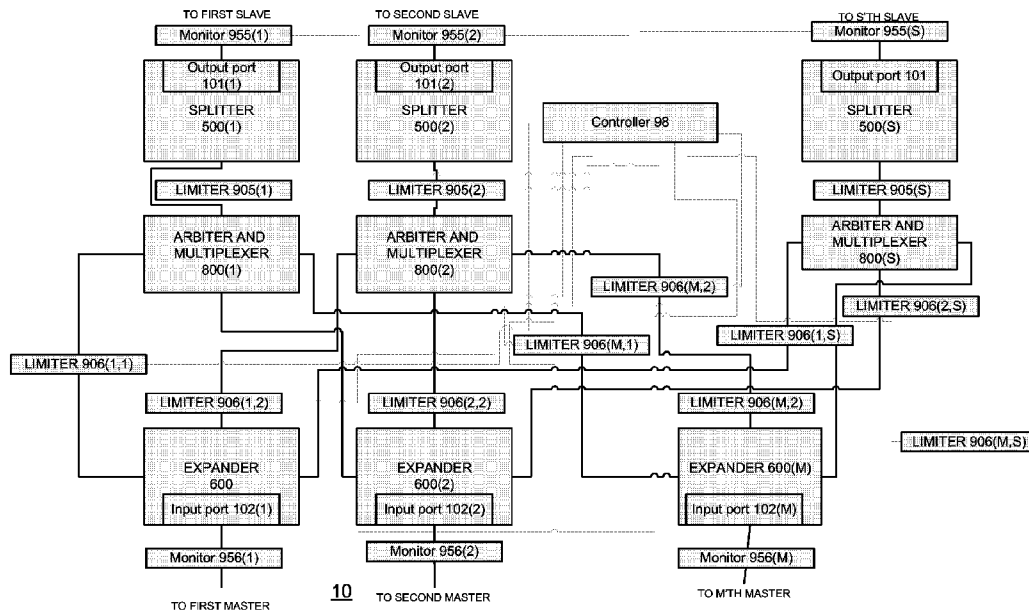 TO FIRST SLAVE
TO SECOND SLAVE
TO S'TH SLAVE
Monitor 955(1)
Monitor 955(2)
Monitor 955(S)
Output port
101(1)
SPLITTER
500(1)
Output port
101(2)
SPLITTER
500(2)
Controller 98
Output port 101
SPLITTER
500(S)
LIMITER 905(1)
LIMITER 905(2)
LIMITER 905(S)
ARBITER AND
MULTIPLEXER
800(1)
ARBITER AND
MULTIPLEXER
800(2)
ARBITER AND
MULTIPLEXER
800(S)
LIMITER 906(M,2)
LIMITER 906(2,S)
LIMITER 906(1,S)
LIMITER 906(M,1)
LIMITER 906(1,1)
LIMITER 906(1,2)
LIMITER 906(2,2)
LIMITER 906(M,2)
LIMITER 906(M,S)
EXPANDER
600
Input port 102(1)
EXPANDER
600(2)
Input port 102(2)
EXPANDER 600(M)
Input port 102(M)
Monitor 956(1)
Monitor 956(2)
Monitor 956(M)
TO FIRST MASTER
10
TO SECOND MASTER
TO M'TH MASTER